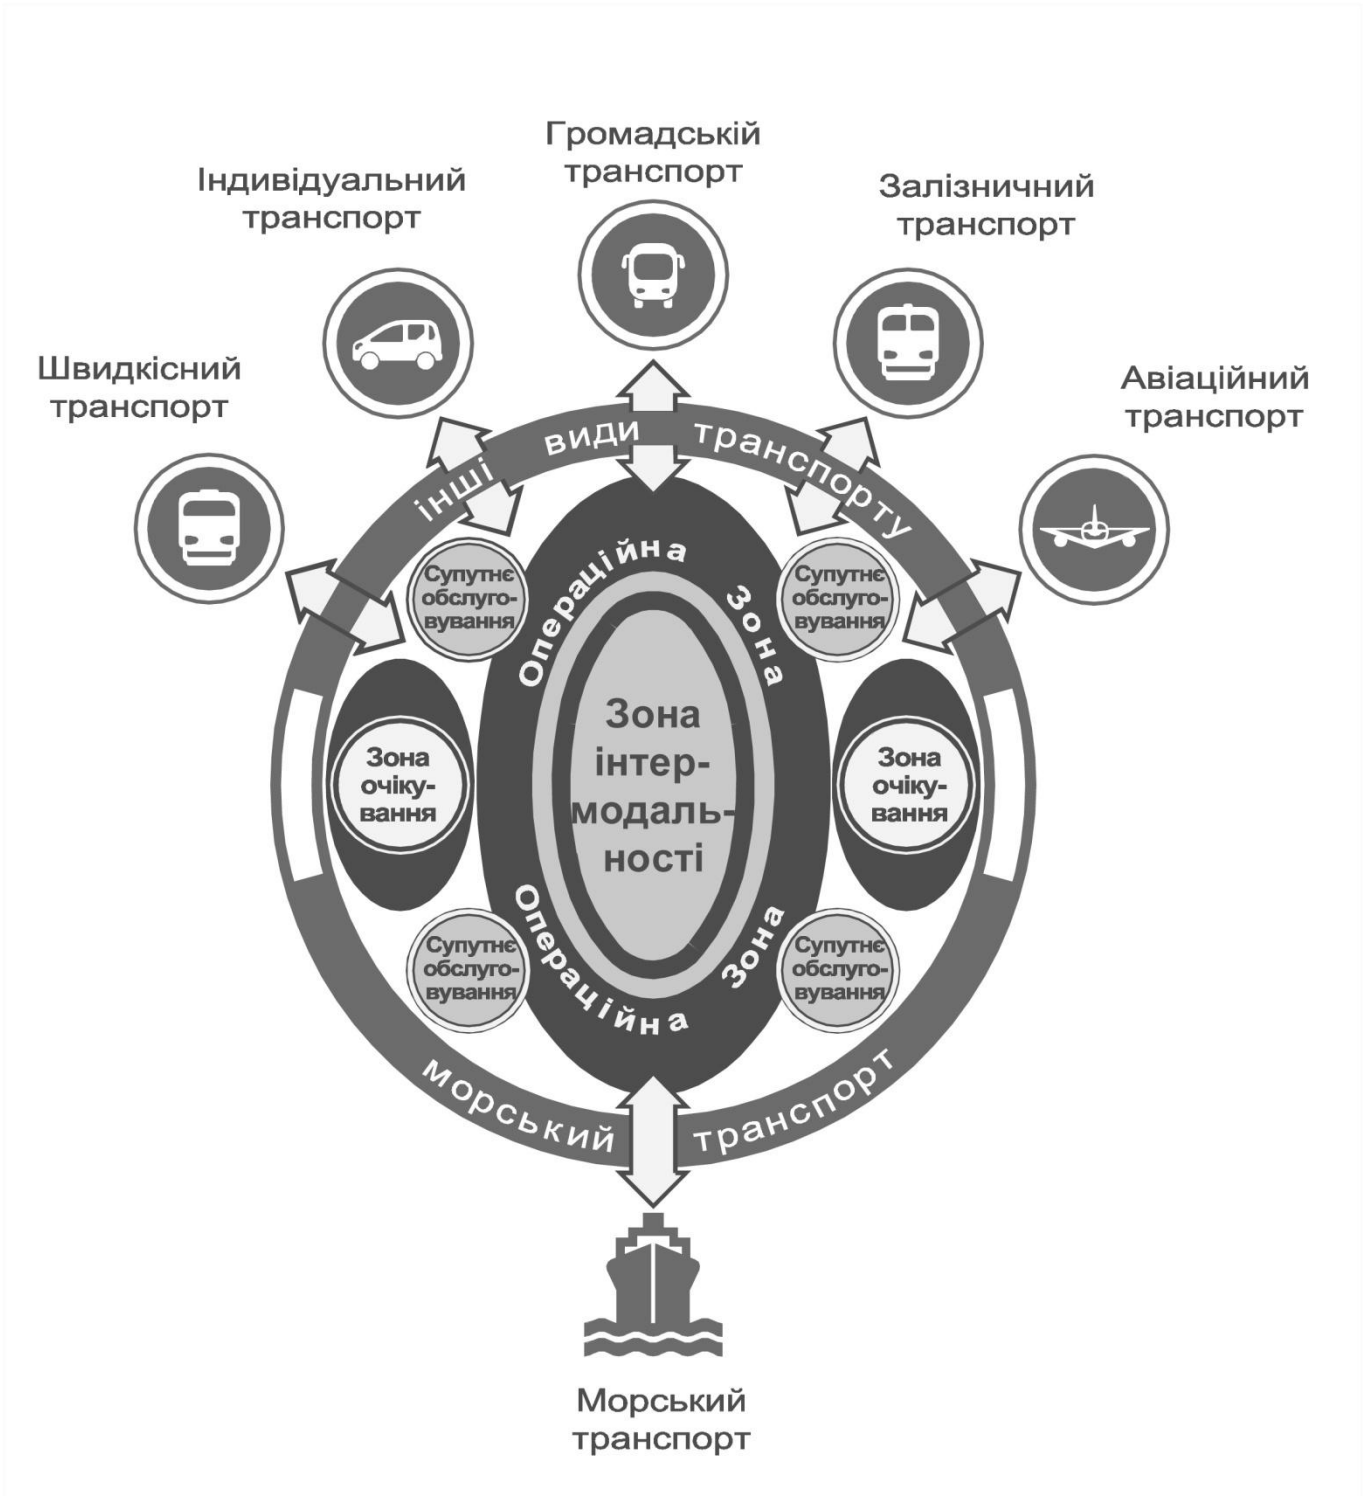 Громадській
транспорт
Індивідуальний
транспорт
Залізничний
транспорт
Швидкісний
транспорт
Авіаційний
транспорт
інші види транспорту
Операційна Зона
Супутнє
обслуго-
вування
Супутнє
обслуго-
вування
Зона
очіку-
вання
Зона
інтер-
модаль-
ності
Зона
очіку-
вання
Супутнє
обслуго-
вування
Супутнє
обслуго-
вування
Операційна Зона
морський транспорт
Морський
транспорт